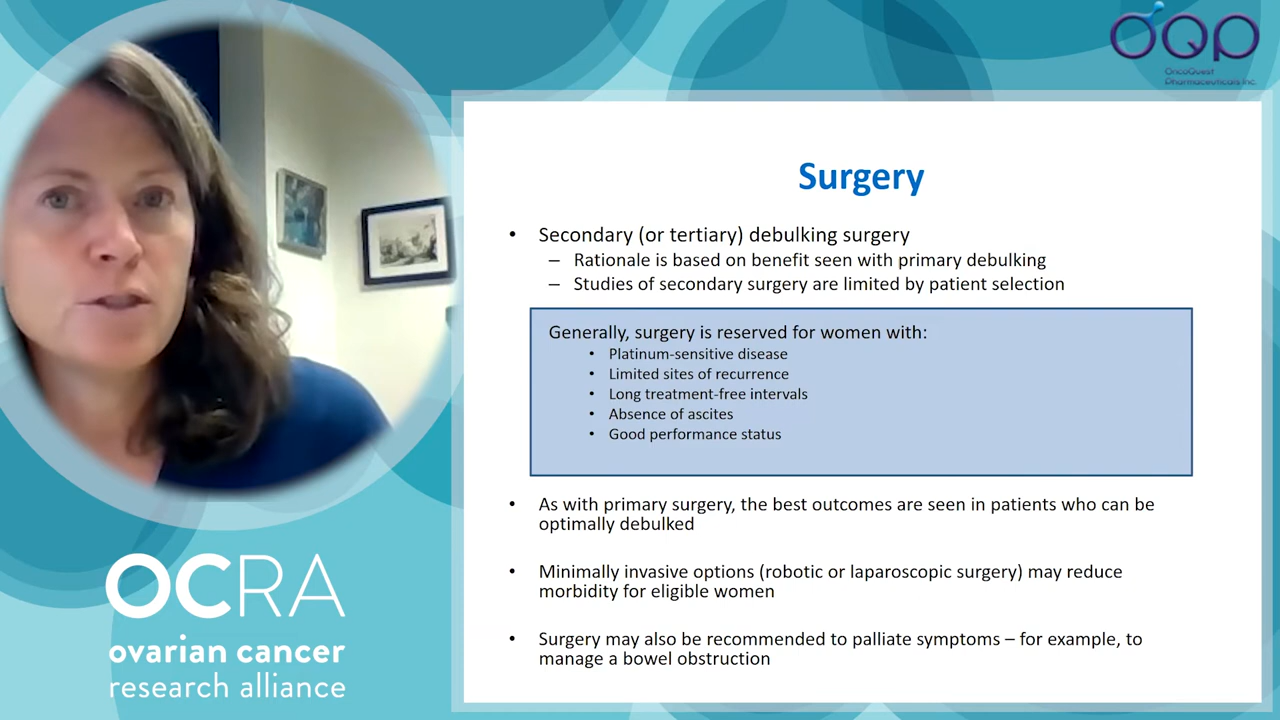 OQP
OncoQuest
Pharmaceuticals Inc.
Surgery
• Secondary (or tertiary) debulking surgery
– Rationale is based on benefit seen with primary debulking
– Studies of secondary surgery are limited by patient selection
Generally, surgery is reserved for women with:
• Platinum-sensitive disease
• Limited sites of recurrence
• Long treatment-free intervals
• Absence of ascites
• Good performance status
• As with primary surgery, the best outcomes are seen in patients who can be
optimally debulked
• Minimally invasive options (robotic or laparoscopic surgery) may reduce
morbidity for eligible women
• Surgery may also be recommended to palliate symptoms – for example, to
manage a bowel obstruction
OCRA
ovarian cancer
research alliance